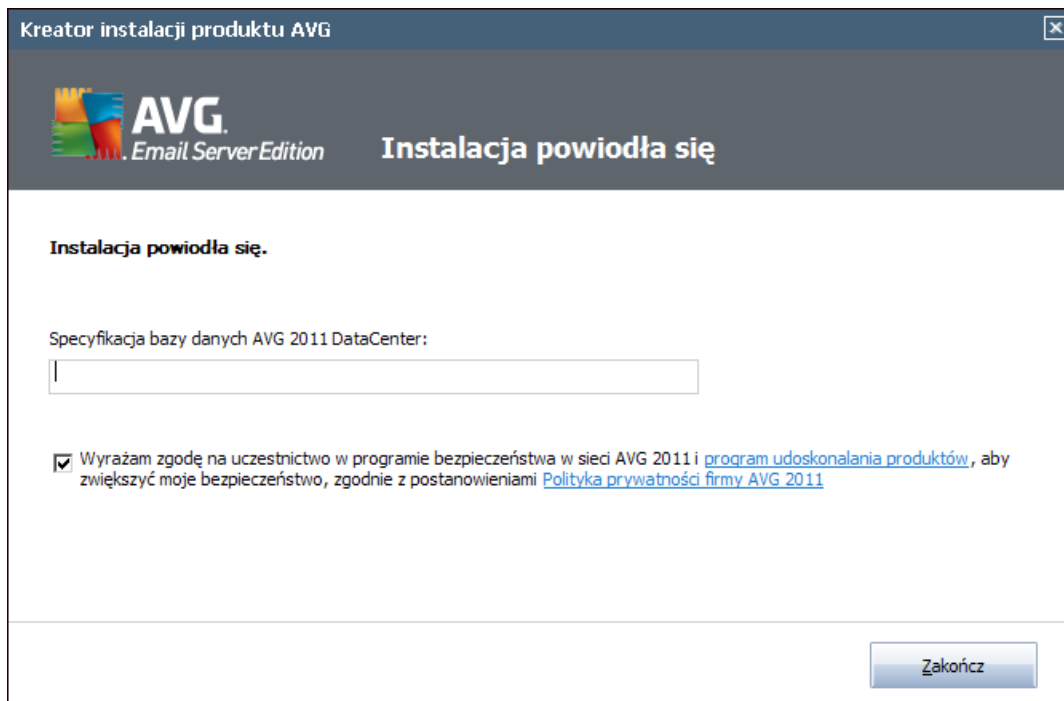 Kreator instalacji produktu AVG
AVG.
Email Server Edition
Instalacja powiodła się
Instalacja powiodła się.
Specyfikacja bazy danych AVG 2011 DataCenter:
Wyrażam zgodę na uczestnictwo w programie bezpieczeństwa w sieci AVG 2011 i program udoskonalania produktów, aby
zwiększyć moje bezpieczeństwo, zgodnie z postanowieniami Polityka prywatności firmy AVG 2011
Zakończ